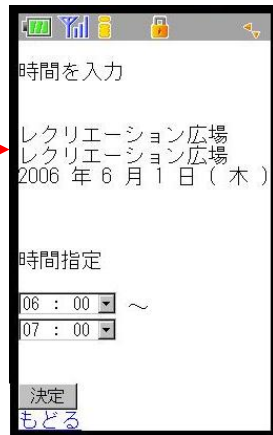 時間を入力
レクリエーション広場
レクリエーション広場
2006 年 6 月 1 日 ( 木 )
時間指定
06 : 00 ～
07 : 00
決定
もどる